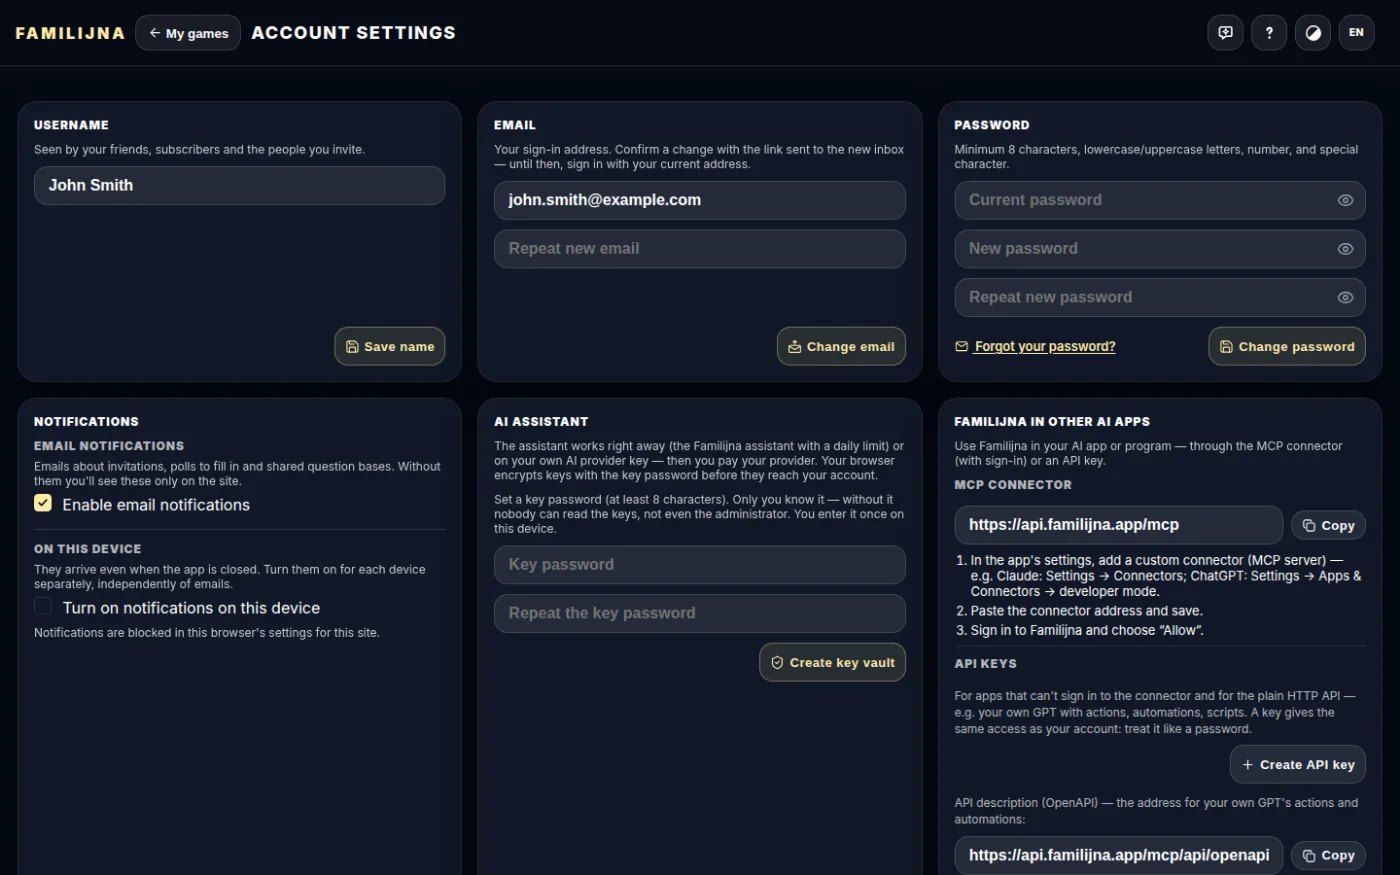 FAMILIJNA
← My games
ACCOUNT SETTINGS
?
EN
USERNAME
Seen by your friends, subscribers and the people you invite.
John Smith
Save name
EMAIL
Your sign-in address. Confirm a change with the link sent to the new inbox
— until then, sign in with your current address.
john.smith@example.com
Repeat new email
Change email
PASSWORD
Minimum 8 characters, lowercase/uppercase letters, number, and special
character.
Current password
New password
Repeat new password
Forgot your password?
Change password
NOTIFICATIONS
EMAIL NOTIFICATIONS
Emails about invitations, polls to fill in and shared question bases. Without
them you'll see these only on the site.
Enable email notifications
ON THIS DEVICE
They arrive even when the app is closed. Turn them on for each device
separately, independently of emails.
Turn on notifications on this device
Notifications are blocked in this browser's settings for this site.
AI ASSISTANT
The assistant works right away (the Familijna assistant with a daily limit) or
on your own AI provider key — then you pay your provider. Your browser
encrypts keys with the key password before they reach your account.
Set a key password (at least 8 characters). Only you know it — without it
nobody can read the keys, not even the administrator. You enter it once on
this device.
Key password
Repeat the key password
Create key vault
FAMILIJNA IN OTHER AI APPS
Use Familijna in your AI app or program — through the MCP connector
(with sign-in) or an API key.
MCP CONNECTOR
https://api.familijna.app/mcp
Copy
1. In the app's settings, add a custom connector (MCP server) —
e.g. Claude: Settings → Connectors; ChatGPT: Settings → Apps &
Connectors → developer mode.
2. Paste the connector address and save.
3. Sign in to Familijna and choose “Allow”.
API KEYS
For apps that can't sign in to the connector and for the plain HTTP API —
e.g. your own GPT with actions, automations, scripts. A key gives the
same access as your account: treat it like a password.
+ Create API key
API description (OpenAPI) — the address for your own GPT's actions and
automations:
https://api.familijna.app/mcp/api/openapi
Copy